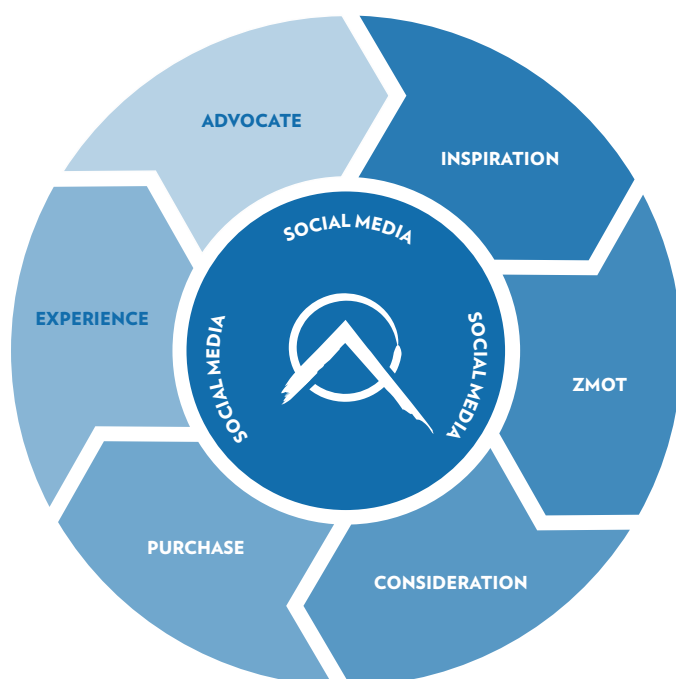 ADVOCATE
INSPIRATION
SOCIAL MEDIA
EXPERIENCE
SOCIAL MEDIA
SOCIAL MEDIA
ZMOT
PURCHASE
CONSIDERATION